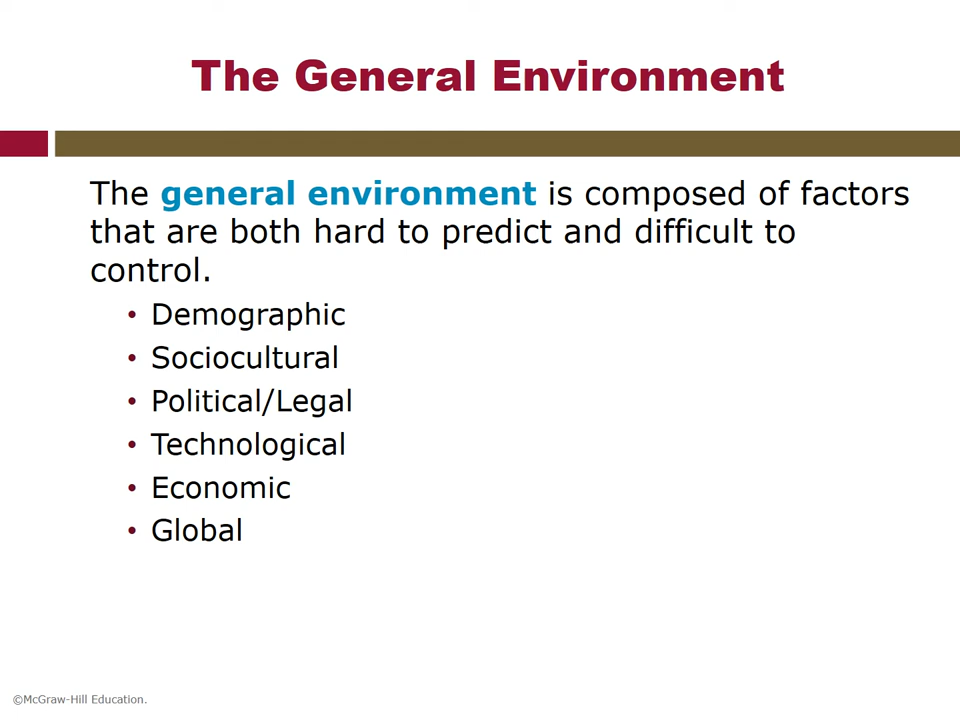 The General Environment
The general environment is composed of factors
that are both hard to predict and difficult to
control.
• Demographic
• Sociocultural
• Political/Legal
• Technological
• Economic
• Global
©McGraw-Hill Education.